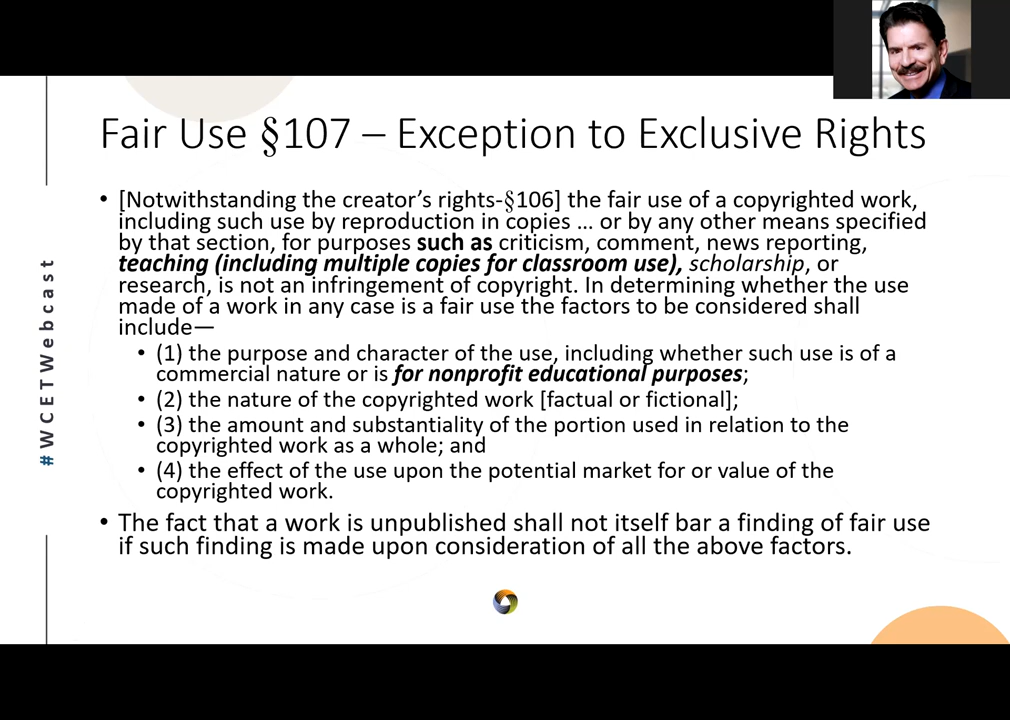 Fair Use §107 – Exception to Exclusive Rights
• [Notwithstanding the creator’s rights-§106] the fair use of a copyrighted work,
including such use by reproduction in copies … or by any other means specified
by that section, for purposes such as criticism, comment, news reporting,
teaching (including multiple copies for classroom use), scholarship, or
research, is not an infringement of copyright. In determining whether the use
made of a work in any case is a fair use the factors to be considered shall
include—
• (1) the purpose and character of the use, including whether such use is of a
commercial nature or is for nonprofit educational purposes;
• (2) the nature of the copyrighted work [factual or fictional];
• (3) the amount and substantiality of the portion used in relation to the
copyrighted work as a whole; and
• (4) the effect of the use upon the potential market for or value of the
copyrighted work.
• The fact that a work is unpublished shall not itself bar a finding of fair use
if such finding is made upon consideration of all the above factors.
#WCETWebcast